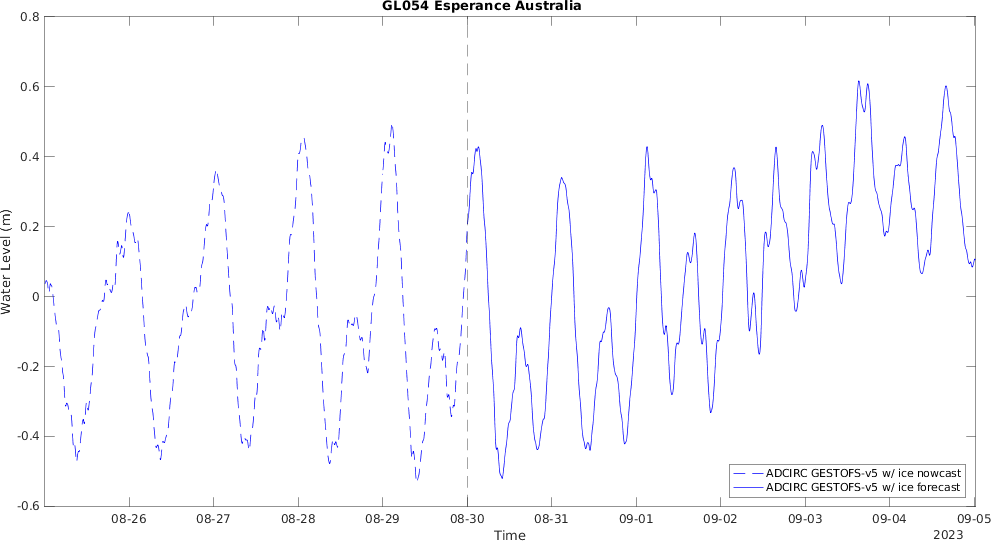 GL054 Esperance Australia
0.8
0.6
0.4
0.2
0
-0.2
-0.4
-0.6
Water Level (m)
ADCIRC GESTOFS-v5 w/ ice nowcast
ADCIRC GESTOFS-v5 w/ ice forecast
08-26 08-27 08-28 08-29 08-30 08-31 09-01 09-02 09-03 09-04 09-05
Time
2023